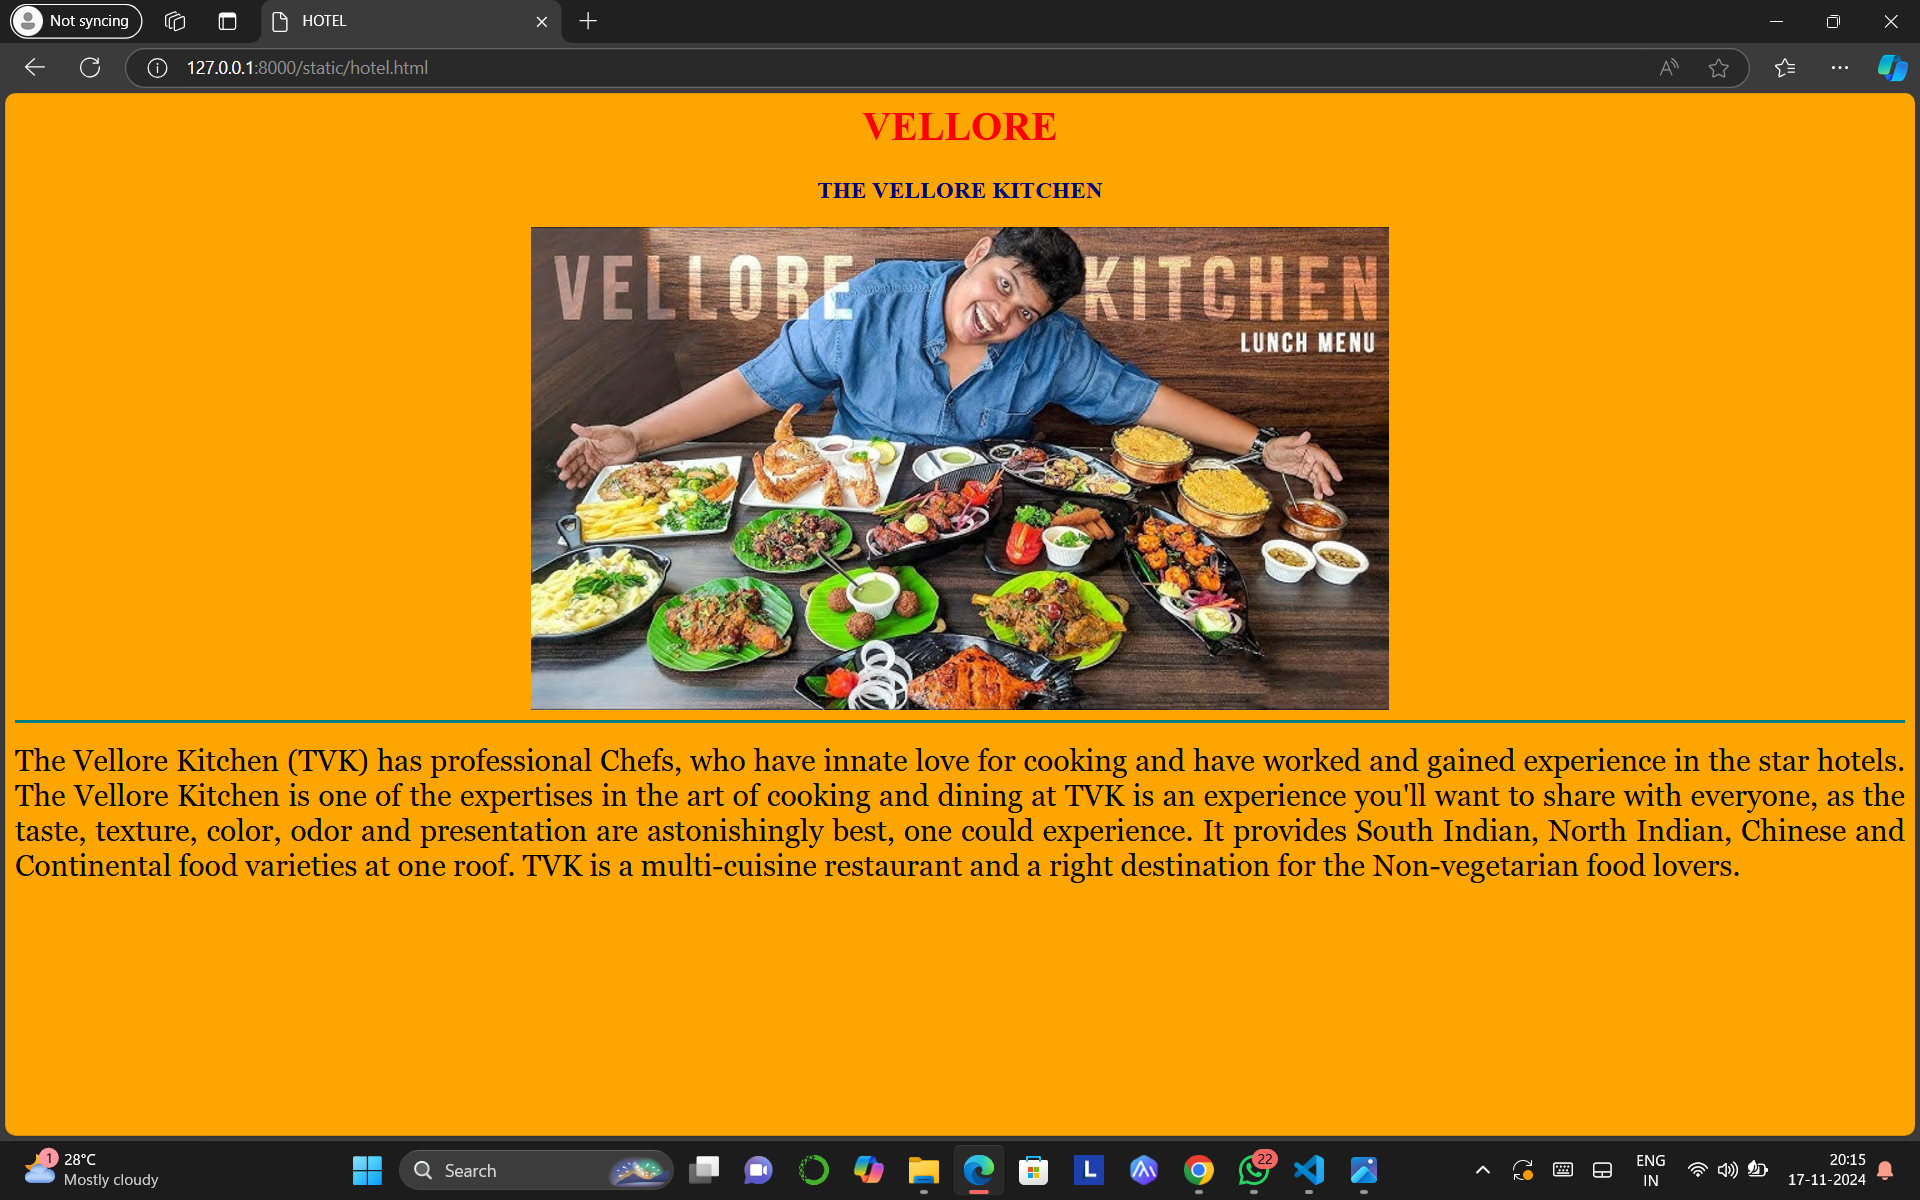 Not syncing
HOTEL
127.0.0.1:8000/static/hotel.html
VELLORE
THE VELLORE KITCHEN
VELLORE KITCHEN
LUNCH MENU
The Vellore Kitchen (TVK) has professional Chefs, who have innate love for cooking and have worked and gained experience in the star hotels.
The Vellore Kitchen is one of the expertises in the art of cooking and dining at TVK is an experience you'll want to share with everyone, as the
taste, texture, color, odor and presentation are astonishingly best, one could experience. It provides South Indian, North Indian, Chinese and
Continental food varieties at one roof. TVK is a multi-cuisine restaurant and a right destination for the Non-vegetarian food lovers.
1
28°C
Mostly cloudy
Search
L
22
ENG
IN
20:15
17-11-2024